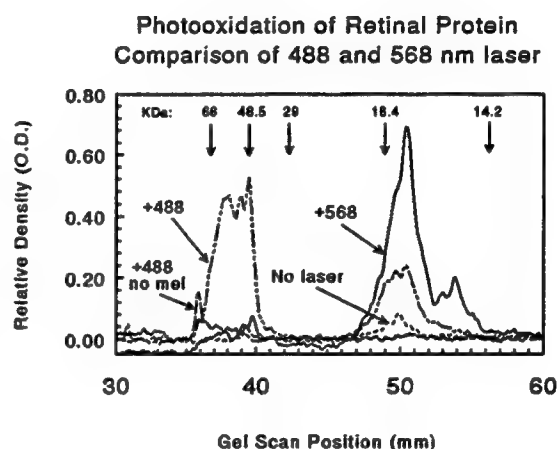 Photooxidation of Retinal Protein
Comparison of 488 and 568 nm laser
0.80
KDa: 66 48.5 29 18.4 14.2
0.60
+488
+568
0.40
+488
no mel
No laser
0.20
0.00
30 40 50 60
Relative Density (O.D.)
Gel Scan Position (mm)